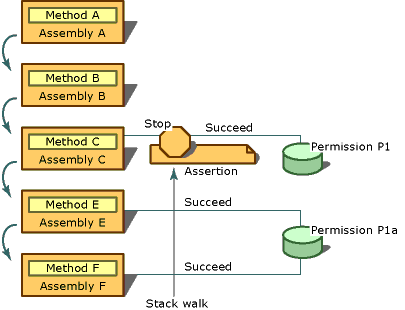 Method A
Assembly A
Method B
Assembly B
Stop
Succeed
Method C
Assembly C
Permission P1
Assertion
Method E
Assembly E
Succeed
Permission P1a
Method F
Assembly F
Succeed
Stack walk